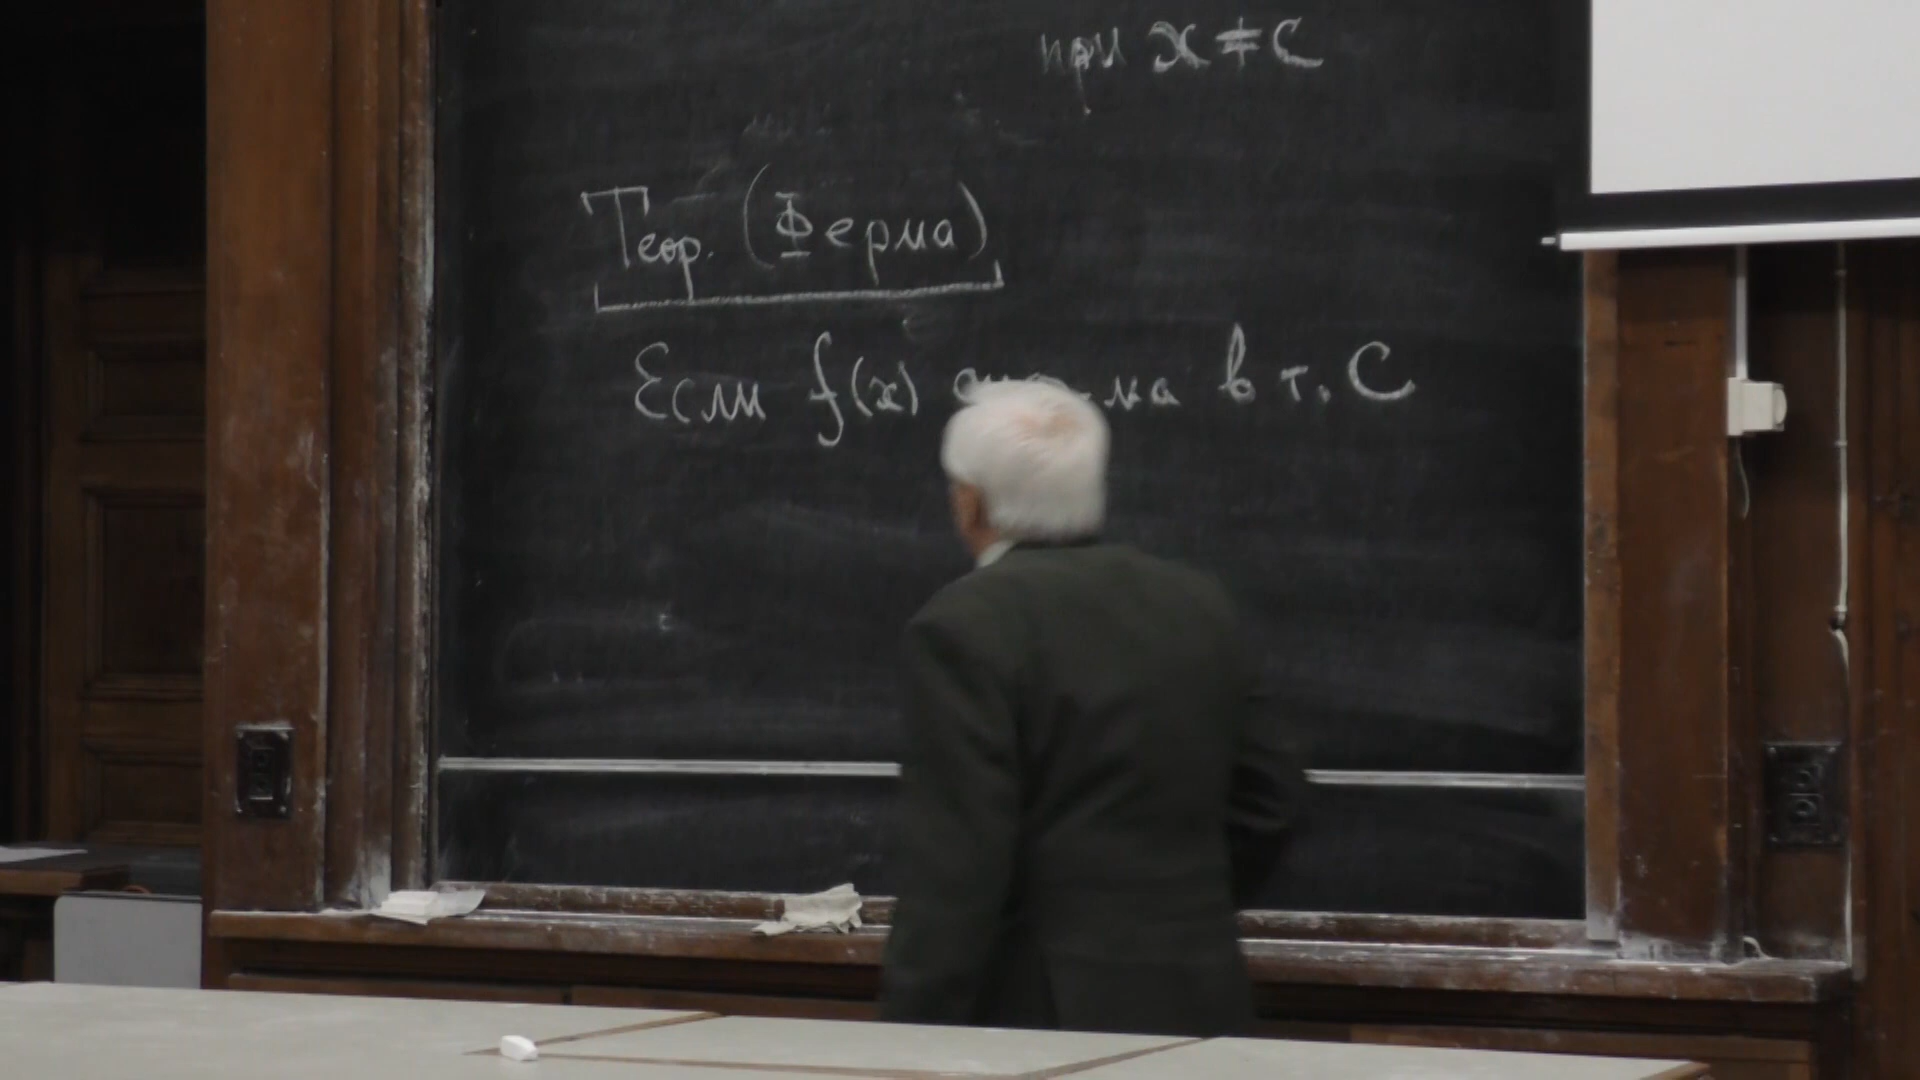 при x ≠ C
Теор. (Ферма)
Если f(x) в т. C